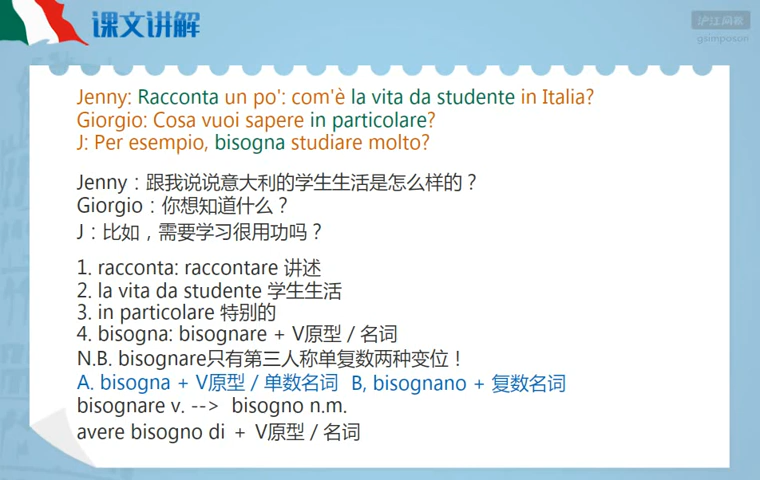 课文讲解
沪江网校
gaimposon
Jenny: Racconta un po': com'è la vita da studente in Italia?
Giorgio: Cosa vuoi sapere in particolare?
J: Per esempio, bisogna studiare molto?
Jenny：跟我说说意大利的学生生活是怎么样的？
Giorgio：你想知道什么？
J：比如，需要学习很用功吗？
1. racconta: raccontare 讲述
2. la vita da studente 学生生活
3. in particolare 特别的
4. bisogna: bisognare + V原型 / 名词
N.B. bisognare只有第三人称单复数两种变位！
A. bisogna + V原型 / 单数名词 B, bisognano + 复数名词
bisognare v. --> bisogno n.m.
avere bisogno di + V原型 / 名词